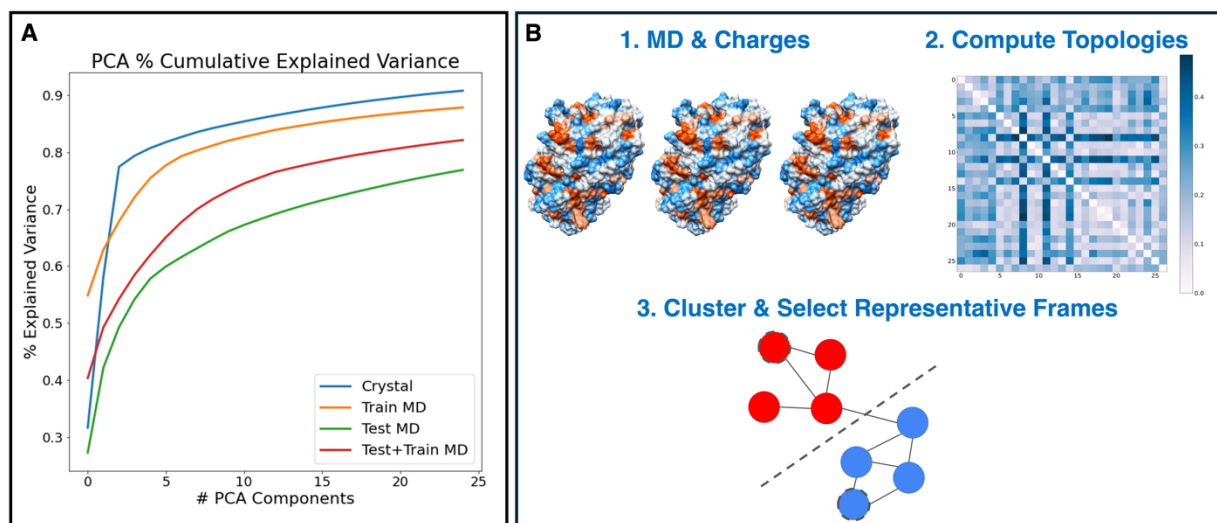 A
PCA % Cumulative Explained Variance
% Explained Variance
0.9
0.8
0.7
0.6
0.5
0.4
0.3
0
5
10
15
20
25
# PCA Components
Crystal
Train MD
Test MD
Test+Train MD
B
1. MD & Charges
2. Compute Topologies
0
5
10
15
20
25
0
5
10
15
20
25
0.4
0.3
0.2
0.1
0.0
3. Cluster & Select Representative Frames